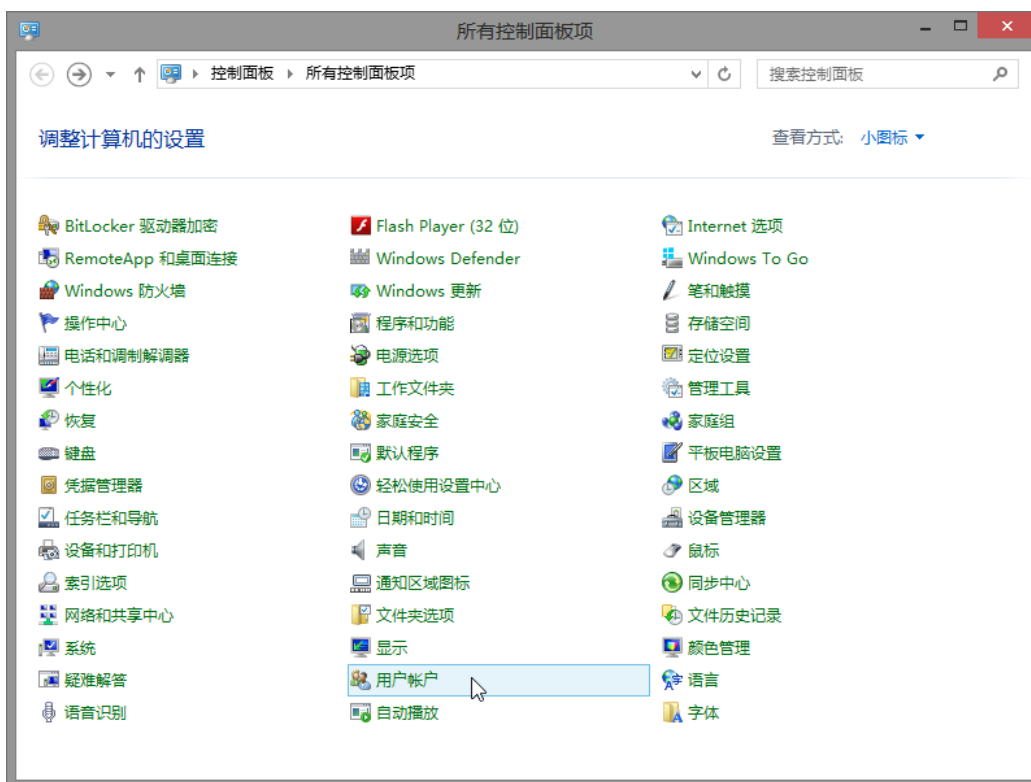 所有控制面板项
控制面板 所有控制面板项 搜索控制面板
调整计算机的设置 查看方式: 小图标
BitLocker 驱动器加密 Flash Player (32 位) Internet 选项
RemoteApp 和桌面连接 Windows Defender Windows To Go
Windows 防火墙 Windows 更新 笔和触摸
操作中心 程序和功能 存储空间
电话和调制解调器 电源选项 定位设置
个性化 工作文件夹 管理工具
恢复 家庭安全 家庭组
键盘 默认程序 平板电脑设置
凭据管理器 轻松使用设置中心 区域
任务栏和导航 日期和时间 设备管理器
设备和打印机 声音 鼠标
索引选项 通知区域图标 同步中心
网络和共享中心 文件夹选项 文件历史记录
系统 显示 颜色管理
疑难解答 用户帐户 语言
语音识别 自动播放 字体